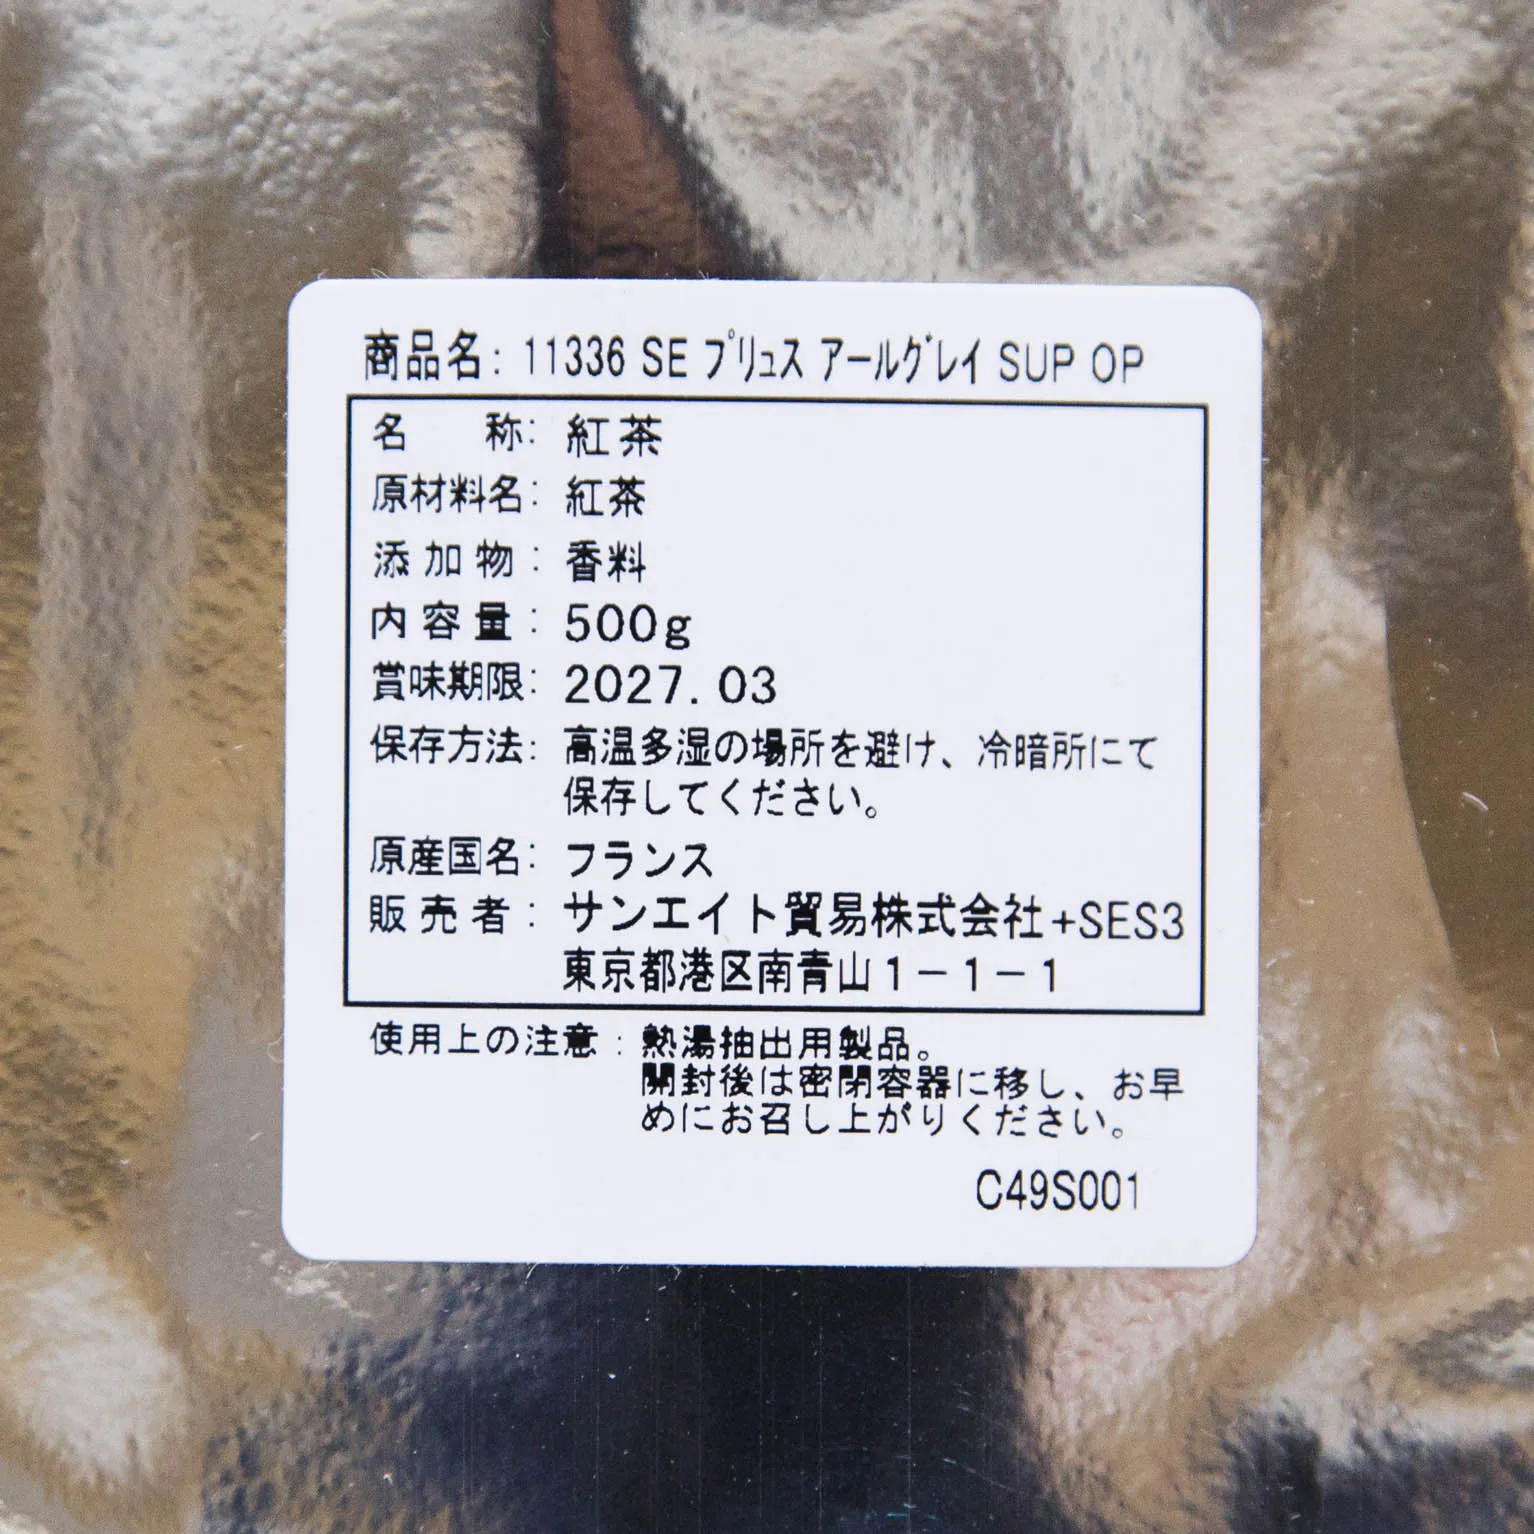 商品名: 11336 SE プリュス アールグレイ SUP OP
名　称: 紅茶
原材料名: 紅茶
添加物: 香料
内容量: 500g
賞味期限: 2027.03
保存方法: 高温多湿の場所を避け、冷暗所にて
保存してください。
原産国名: フランス
販売者: サンエイト貿易株式会社+SES3
東京都港区南青山1－1－1
使用上の注意: 熱湯抽出用製品。
開封後は密閉容器に移し、お早
めにお召し上がりください。
C49S001